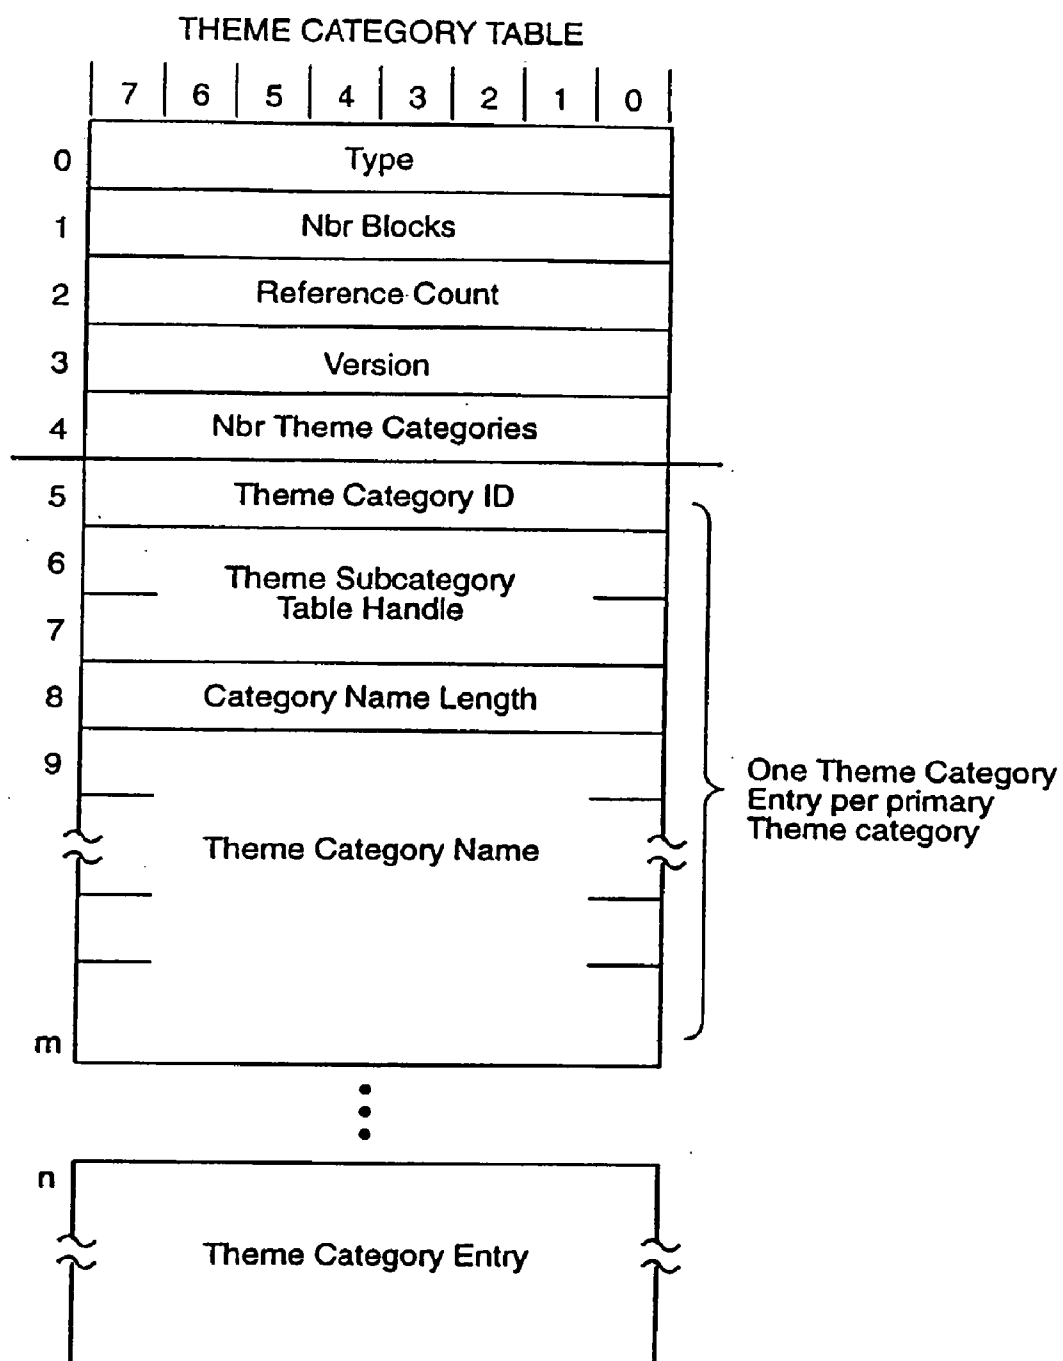 THEME CATEGORY TABLE
7 6 5 4 3 2 1 0
0 Type
1 Nbr Blocks
2 Reference Count
3 Version
4 Nbr Theme Categories
5 Theme Category ID
6
Theme Subcategory
Table Handle
7
8 Category Name Length
9
One Theme Category
Entry per primary
Theme category
Theme Category Name
m
n
Theme Category Entry